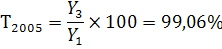 T₂₀₀₅ = Y₃/Y₁ × 100 = 99,06%